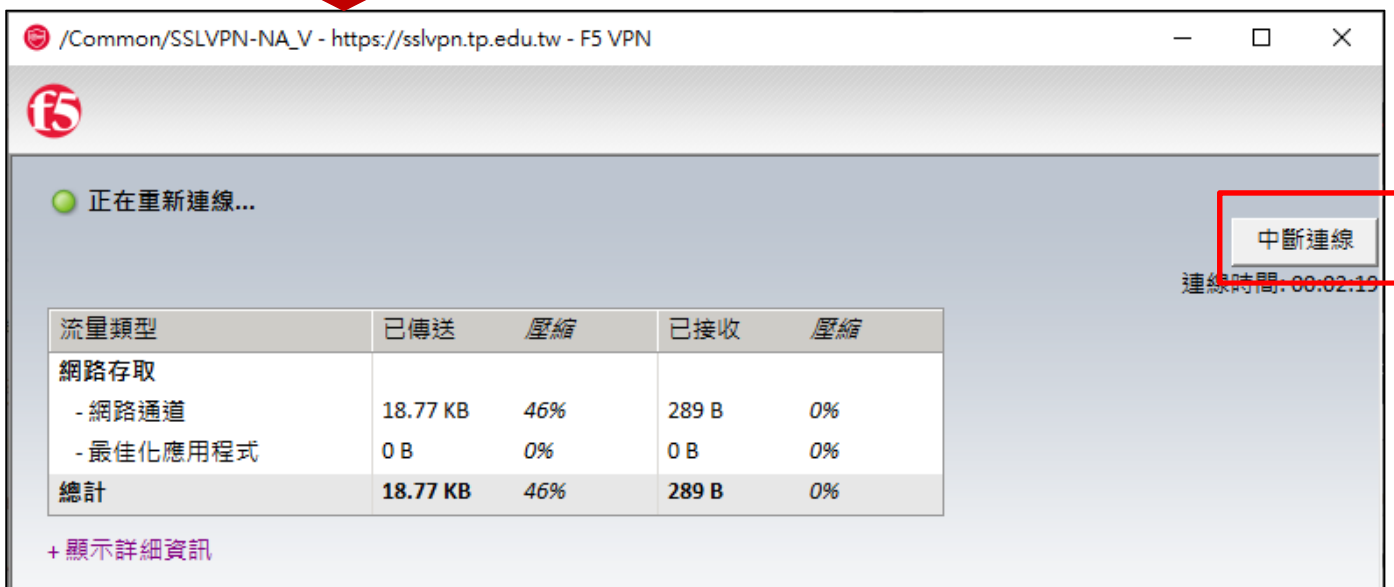 /Common/SSLVPN-NA_V - https://sslvpn.tp.edu.tw - F5 VPN
f5
正在重新連線...
中斷連線
連線時間: 00:02:19
流量類型 已傳送 壓縮 已接收 壓縮
網路存取
- 網路通道 18.77 KB 46% 289 B 0%
- 最佳化應用程式 0 B 0% 0 B 0%
總計 18.77 KB 46% 289 B 0%
+ 顯示詳細資訊